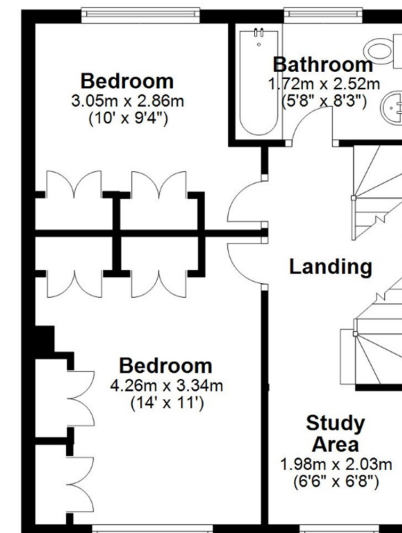 Bedroom
3.05m x 2.86m
(10' x 9'4")
Bathroom
1.72m x 2.52m
(5'8" x 8'3")
Landing
Bedroom
4.26m x 3.34m
(14' x 11')
Study
Area
1.98m x 2.03m
(6'6" x 6'8")